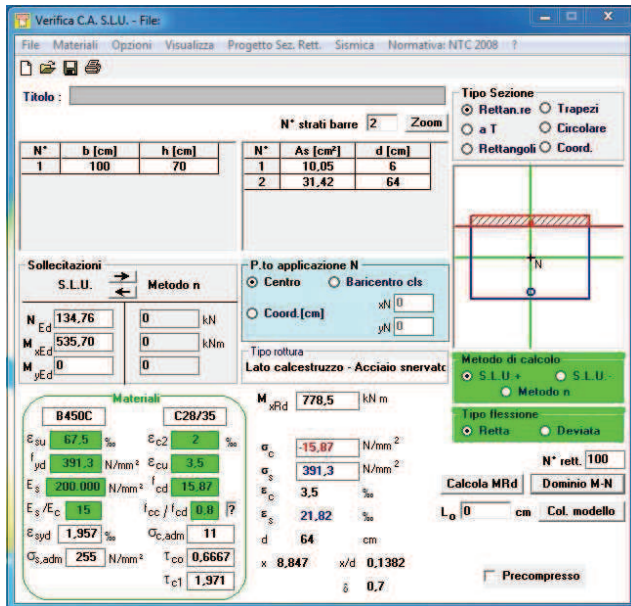 Verifica C.A. S.L.U. - File:
File Materiali Opzioni Visualizza Progetto Sez. Rett. Sismica Normativa: NTC 2008 ?
Titolo :
N° strati barre 2 Zoom
N° b [cm] h [cm]
1 100 70
N° As [cm²] d [cm]
1 10,05 6
2 31,42 64
Tipo Sezione
Rettan.re Trapezi
a T Circolare
Rettangoli Coord.
N
Sollecitazioni
S.L.U. Metodo n
N Ed 134,76 0 kN
M xEd 535,70 0 kNm
M yEd 0 0
P.to applicazione N
Centro Baricentro cls
Coord.[cm] xN 0
yN 0
Tipo rottura
Lato calcestruzzo - Acciaio snervato
Metodo di calcolo
S.L.U.+ S.L.U.-
Metodo n
Tipo flessione
Retta Deviata
Materiali
B450C C28/35
εsu 67,5 ‰ εc2 2 ‰
fyd 391,3 N/mm² εcu 3,5
Es 200.000 N/mm² fcd 15,87
Es/Ec 15 fcc / fcd 0,8 ?
εsyd 1,957 ‰ σc,adm 11
σs,adm 255 N/mm² τco 0,6667
τc1 1,971
M xRd 778,5 kN m
σc -15,87 N/mm²
σs 391,3 N/mm²
εc 3,5 ‰
εs 21,82 ‰
d 64 cm
x 8,847 x/d 0,1382
δ 0,7
N° rett. 100
Calcola MRd Dominio M-N
Lo 0 cm Col. modello
Precompresso